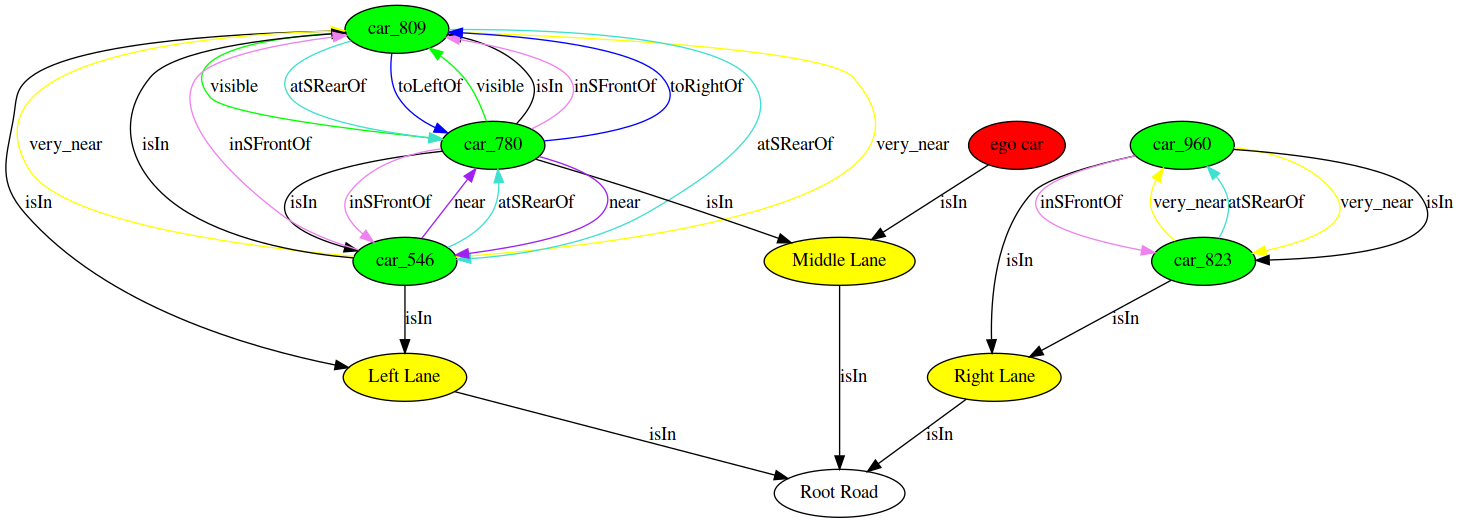 car_809
visible
atSRearOf
toLeftOf
visible
isIn
inSFrontOf
toRightOf
very_near
isIn
inSFrontOf
car_780
ego car
car_960
atSRearOf
very_near
isIn
isIn
inSFrontOf
near
atSRearOf
near
isIn
isIn
inSFrontOf
very_near
atSRearOf
very_near
isIn
car_546
Middle Lane
isIn
car_823
isIn
isIn
Left Lane
isIn
Right Lane
isIn
isIn
Root Road